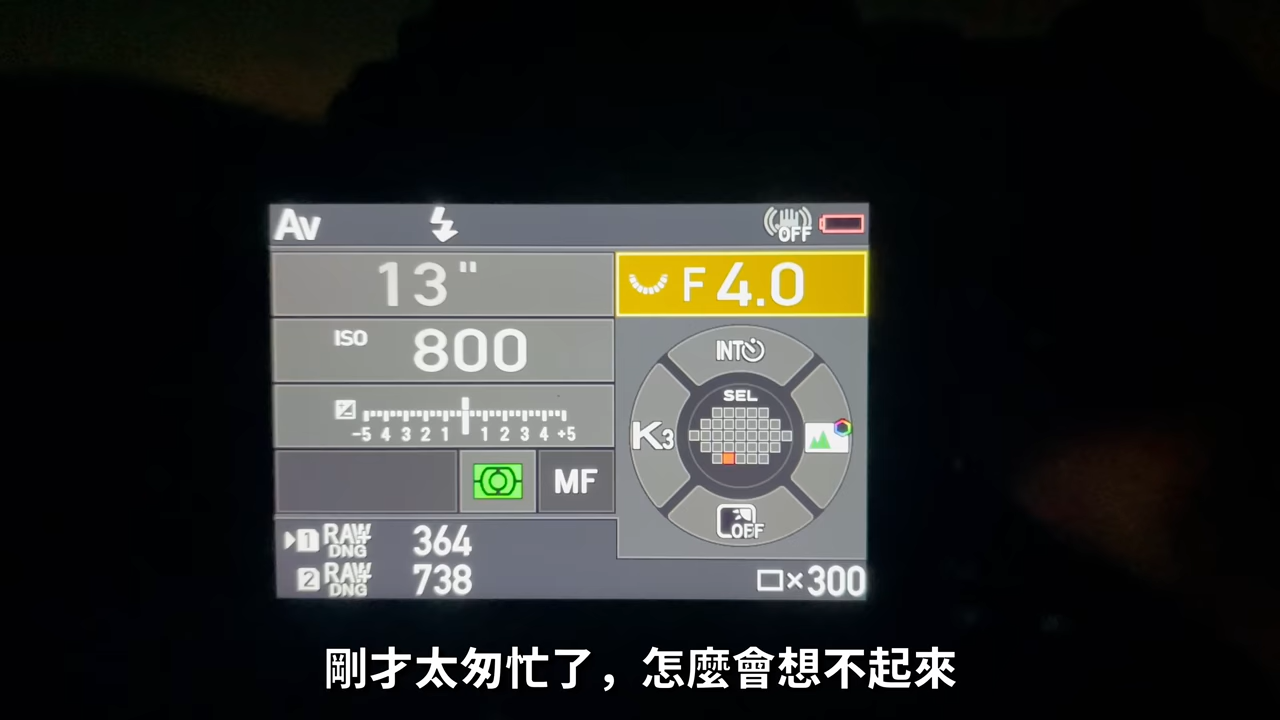 Av OFF
13" F 4.0
ISO 800
INT
-5 4 3 2 1 1 2 3 4 +5
SEL
K3
MF
OFF
1 RAW+ DNG 364
2 RAW+ DNG 738
×300
剛才太匆忙了，怎麼會想不起來